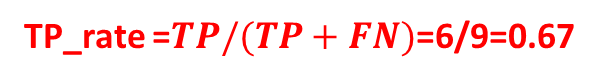 TP_rate =TP/(TP + FN)=6/9=0.67